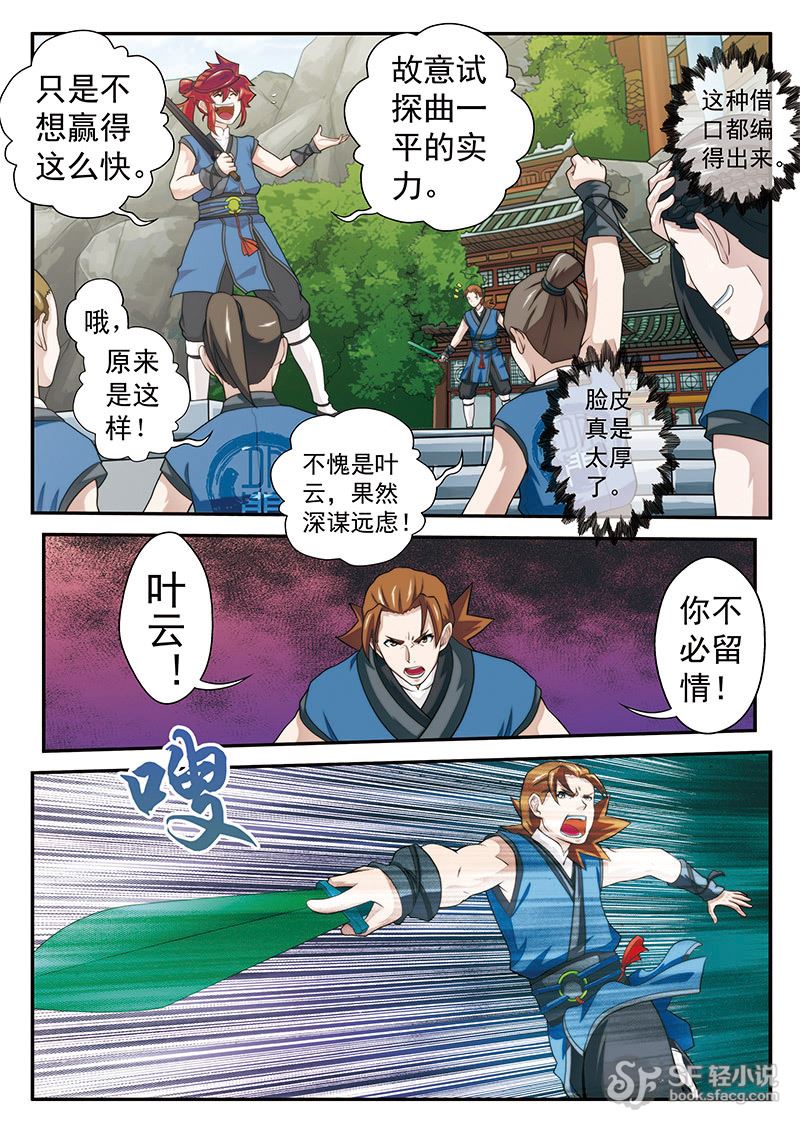 只是不
想赢得
这么快。
故意试
探曲一
平的实
力。
这种借
口都编
得出来。
哦，
原来
是这
样！
不愧是叶
云，果然
深谋远虑！
脸皮
真是
太厚
了。
叶
云！
你不
必留
情！
嗖
SF 轻小说
book.sfacg.com